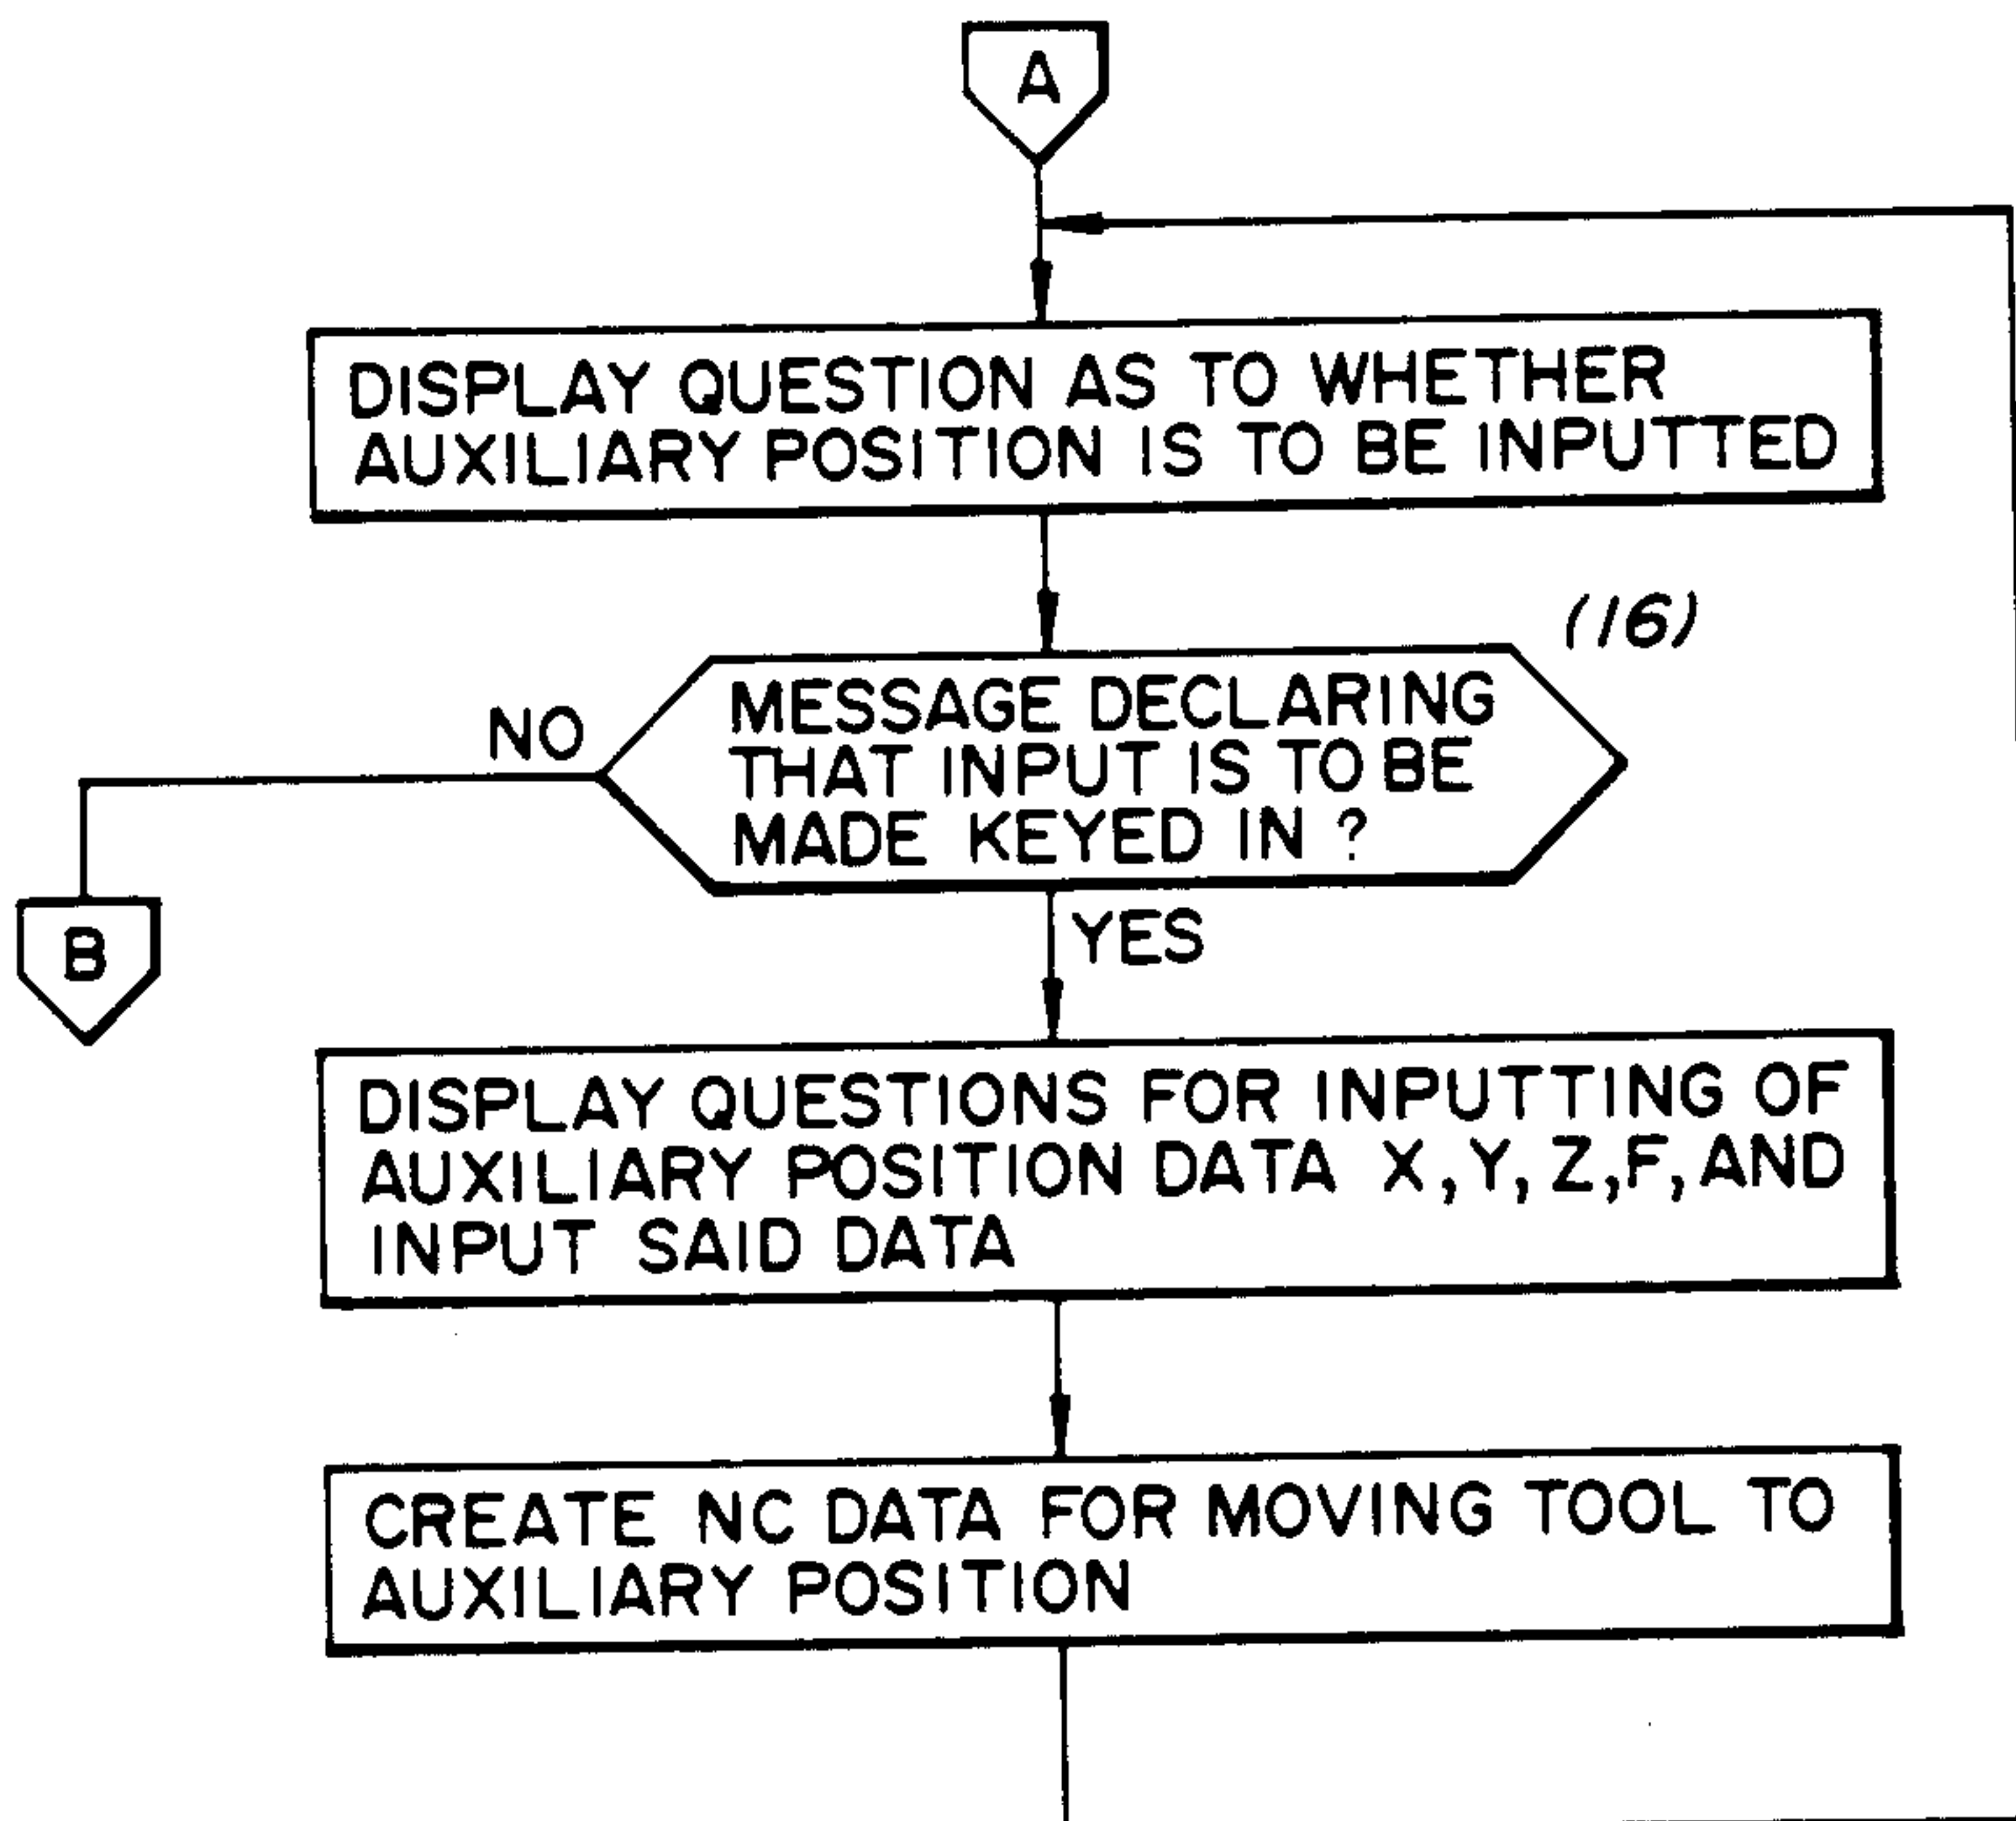 A
DISPLAY QUESTION AS TO WHETHER
AUXILIARY POSITION IS TO BE INPUTTED
(16)
MESSAGE DECLARING
THAT INPUT IS TO BE
MADE KEYED IN ?
NO
B
YES
DISPLAY QUESTIONS FOR INPUTTING OF
AUXILIARY POSITION DATA X, Y, Z, F, AND
INPUT SAID DATA
CREATE NC DATA FOR MOVING TOOL TO
AUXILIARY POSITION